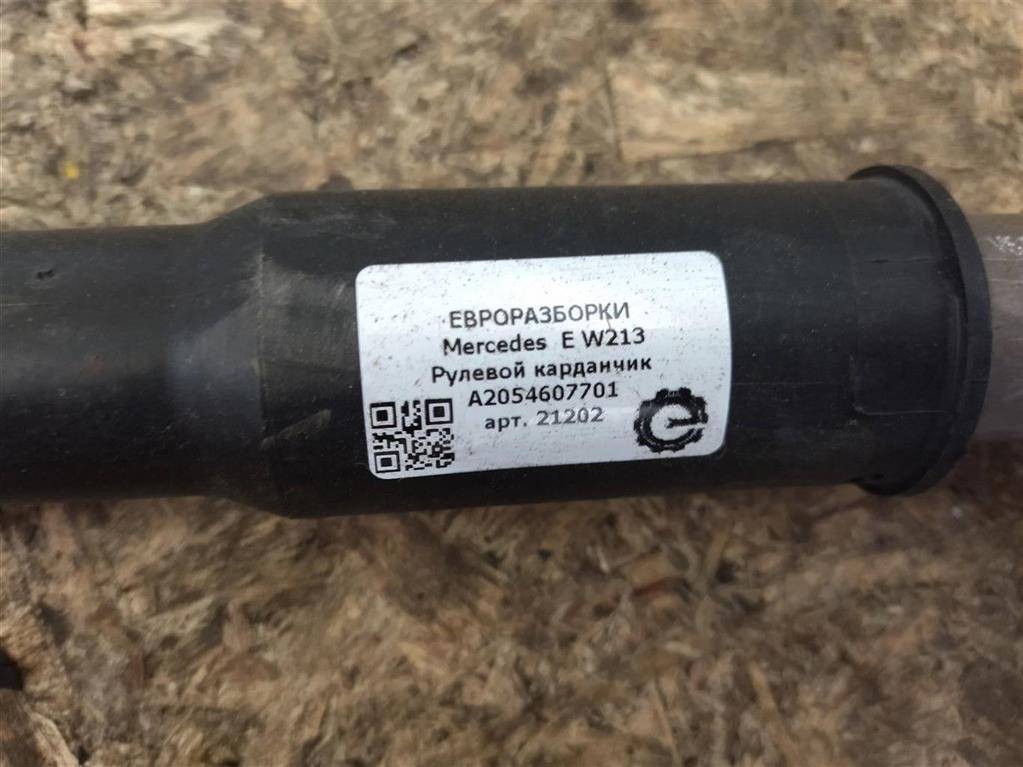 ЕВРОРАЗБОРКИ
Mercedes E W213
Рулевой карданчик
A2054607701
арт. 21202